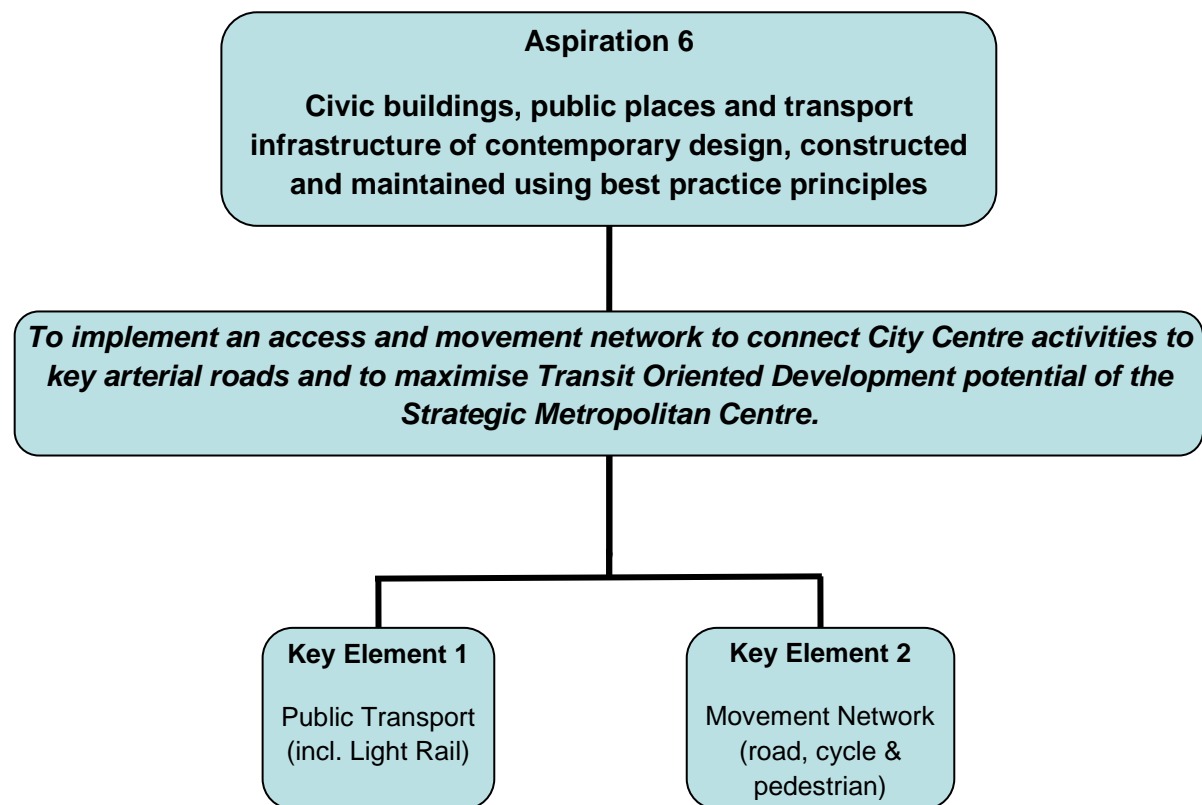 Aspiration 6
Civic buildings, public places and transport
infrastructure of contemporary design, constructed
and maintained using best practice principles
To implement an access and movement network to connect City Centre activities to
key arterial roads and to maximise Transit Oriented Development potential of the
Strategic Metropolitan Centre.
Key Element 1
Public Transport
(incl. Light Rail)
Key Element 2
Movement Network
(road, cycle &
pedestrian)